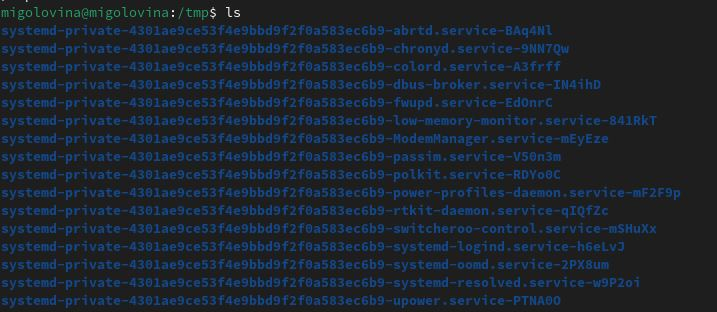 migolovina@migolovina:/tmp$ ls
systemd-private-4301ae9ce53f4e9bbd9f2f0a583ec6b9-abrtd.service-BAq4Nl
systemd-private-4301ae9ce53f4e9bbd9f2f0a583ec6b9-chronyd.service-9NN7Qw
systemd-private-4301ae9ce53f4e9bbd9f2f0a583ec6b9-colord.service-A3frff
systemd-private-4301ae9ce53f4e9bbd9f2f0a583ec6b9-dbus-broker.service-IN4ihD
systemd-private-4301ae9ce53f4e9bbd9f2f0a583ec6b9-fwupd.service-EdOnrC
systemd-private-4301ae9ce53f4e9bbd9f2f0a583ec6b9-low-memory-monitor.service-841RkT
systemd-private-4301ae9ce53f4e9bbd9f2f0a583ec6b9-ModemManager.service-mEyEze
systemd-private-4301ae9ce53f4e9bbd9f2f0a583ec6b9-passim.service-V50n3m
systemd-private-4301ae9ce53f4e9bbd9f2f0a583ec6b9-polkit.service-RDYo0C
systemd-private-4301ae9ce53f4e9bbd9f2f0a583ec6b9-power-profiles-daemon.service-mF2F9p
systemd-private-4301ae9ce53f4e9bbd9f2f0a583ec6b9-rtkit-daemon.service-qIQfZc
systemd-private-4301ae9ce53f4e9bbd9f2f0a583ec6b9-switcheroo-control.service-mSHuXx
systemd-private-4301ae9ce53f4e9bbd9f2f0a583ec6b9-systemd-logind.service-h6eLvJ
systemd-private-4301ae9ce53f4e9bbd9f2f0a583ec6b9-systemd-oomd.service-2PX8um
systemd-private-4301ae9ce53f4e9bbd9f2f0a583ec6b9-systemd-resolved.service-w9P2oi
systemd-private-4301ae9ce53f4e9bbd9f2f0a583ec6b9-upower.service-PTNA0O